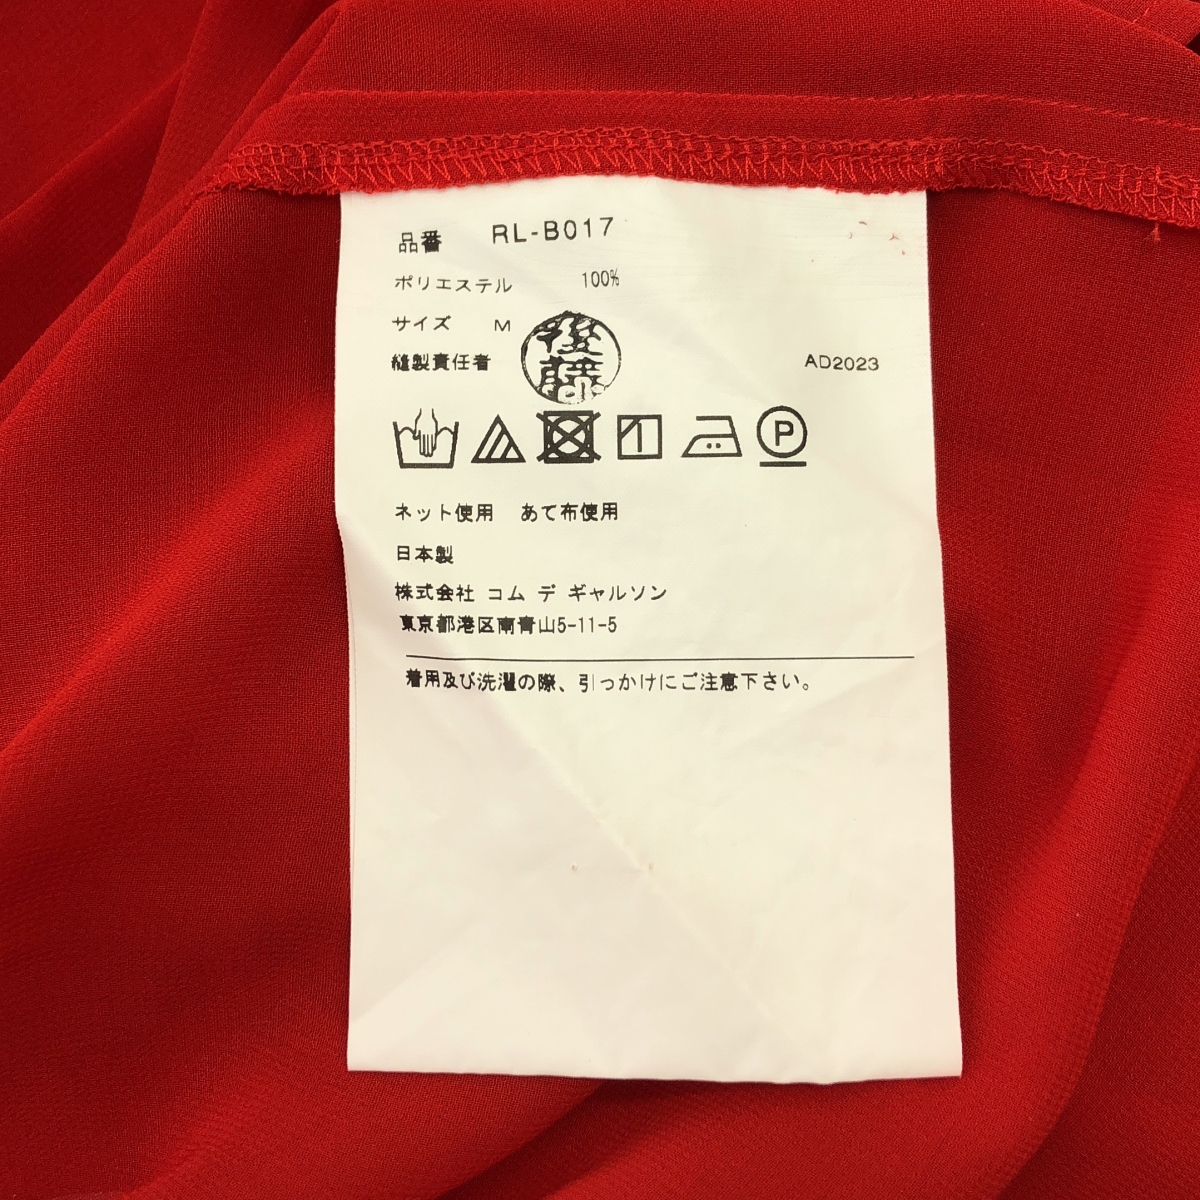 品番 RL-B017
ポリエステル 100%
サイズ M
縫製責任者 後藤 AD2023
P
ネット使用 あて布使用
日本製
株式会社 コム デ ギャルソン
東京都港区南青山5-11-5
着用及び洗濯の際、引っかけにご注意下さい。